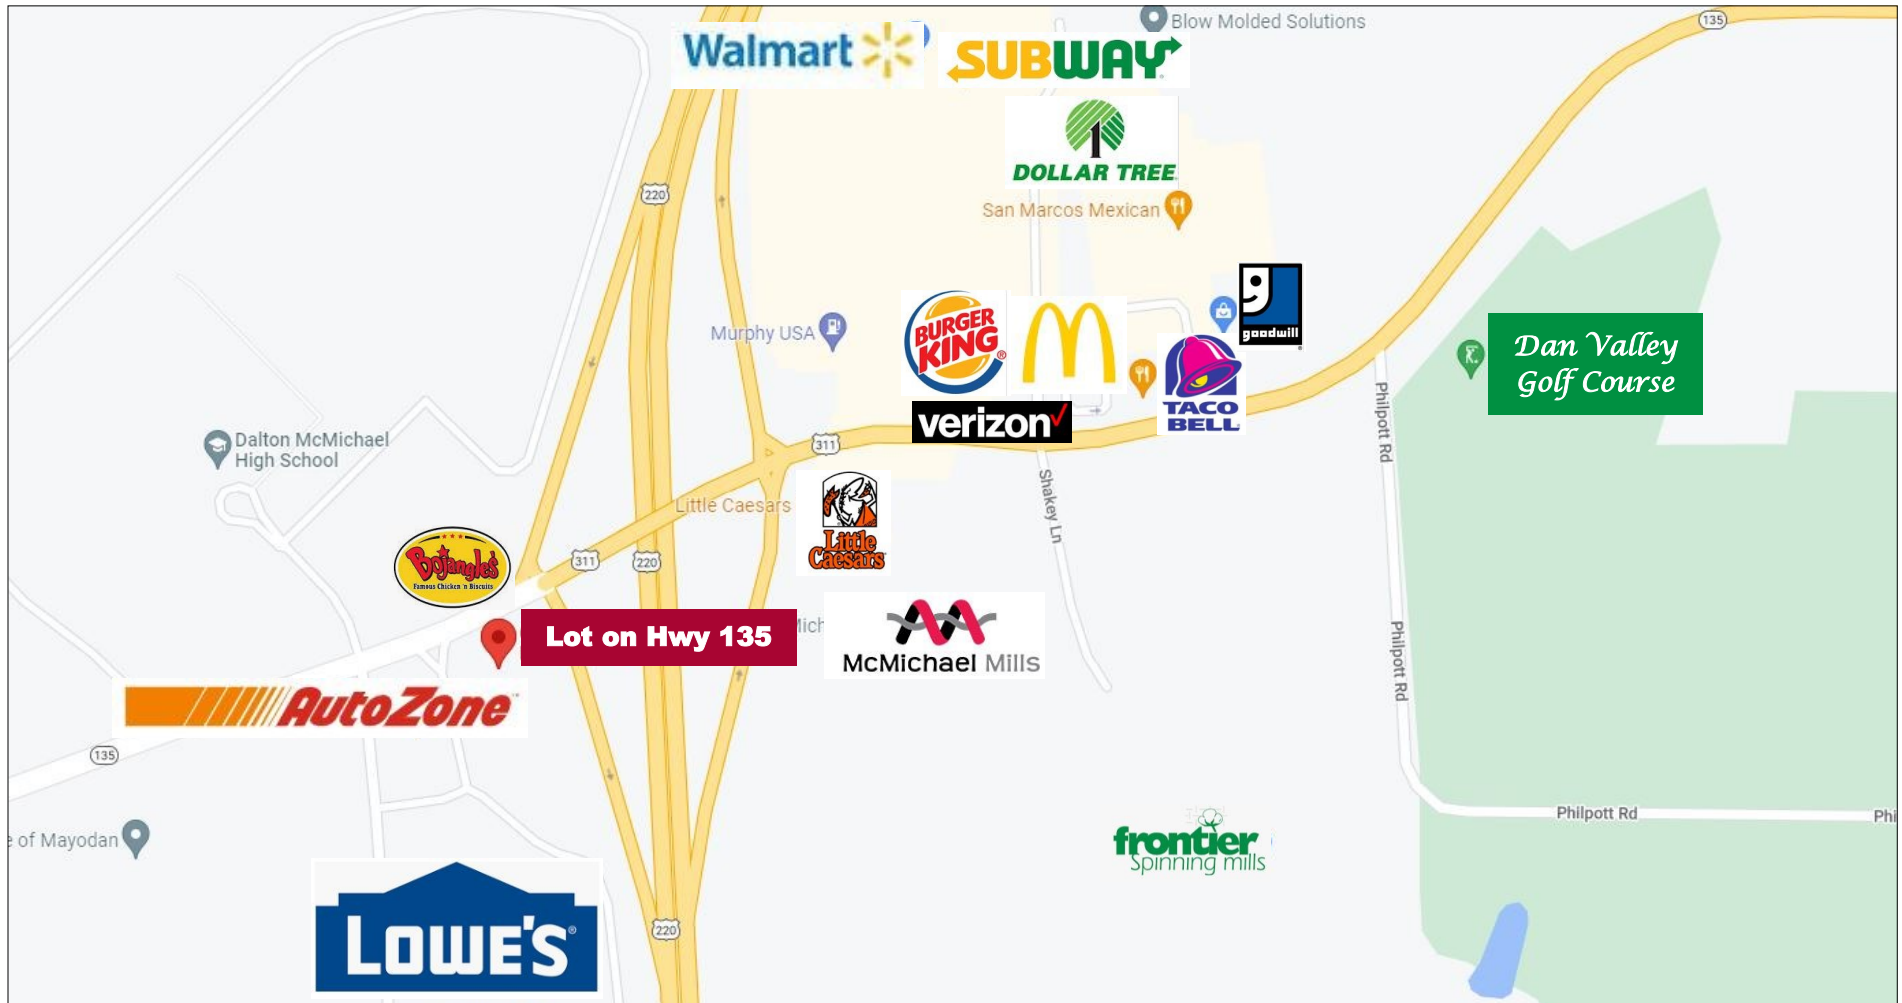 Blow Molded Solutions
135
Walmart
SUBWAY
DOLLAR TREE
220
San Marcos Mexican
Murphy USA
BURGER
KING
goodwill
TACO
BELL
verizon
Dan Valley
Golf Course
Philpott Rd
311
Dalton McMichael
High School
Little Caesars
Little
Caesars
Shakey Ln
Bojangles'
Famous Chicken 'n Biscuits
311
220
Lot on Hwy 135
Mich
McMichael Mills
Philpott Rd
AutoZone
135
Philpott Rd
Phi
e of Mayodan
frontier
Spinning mills
LOWE'S
220